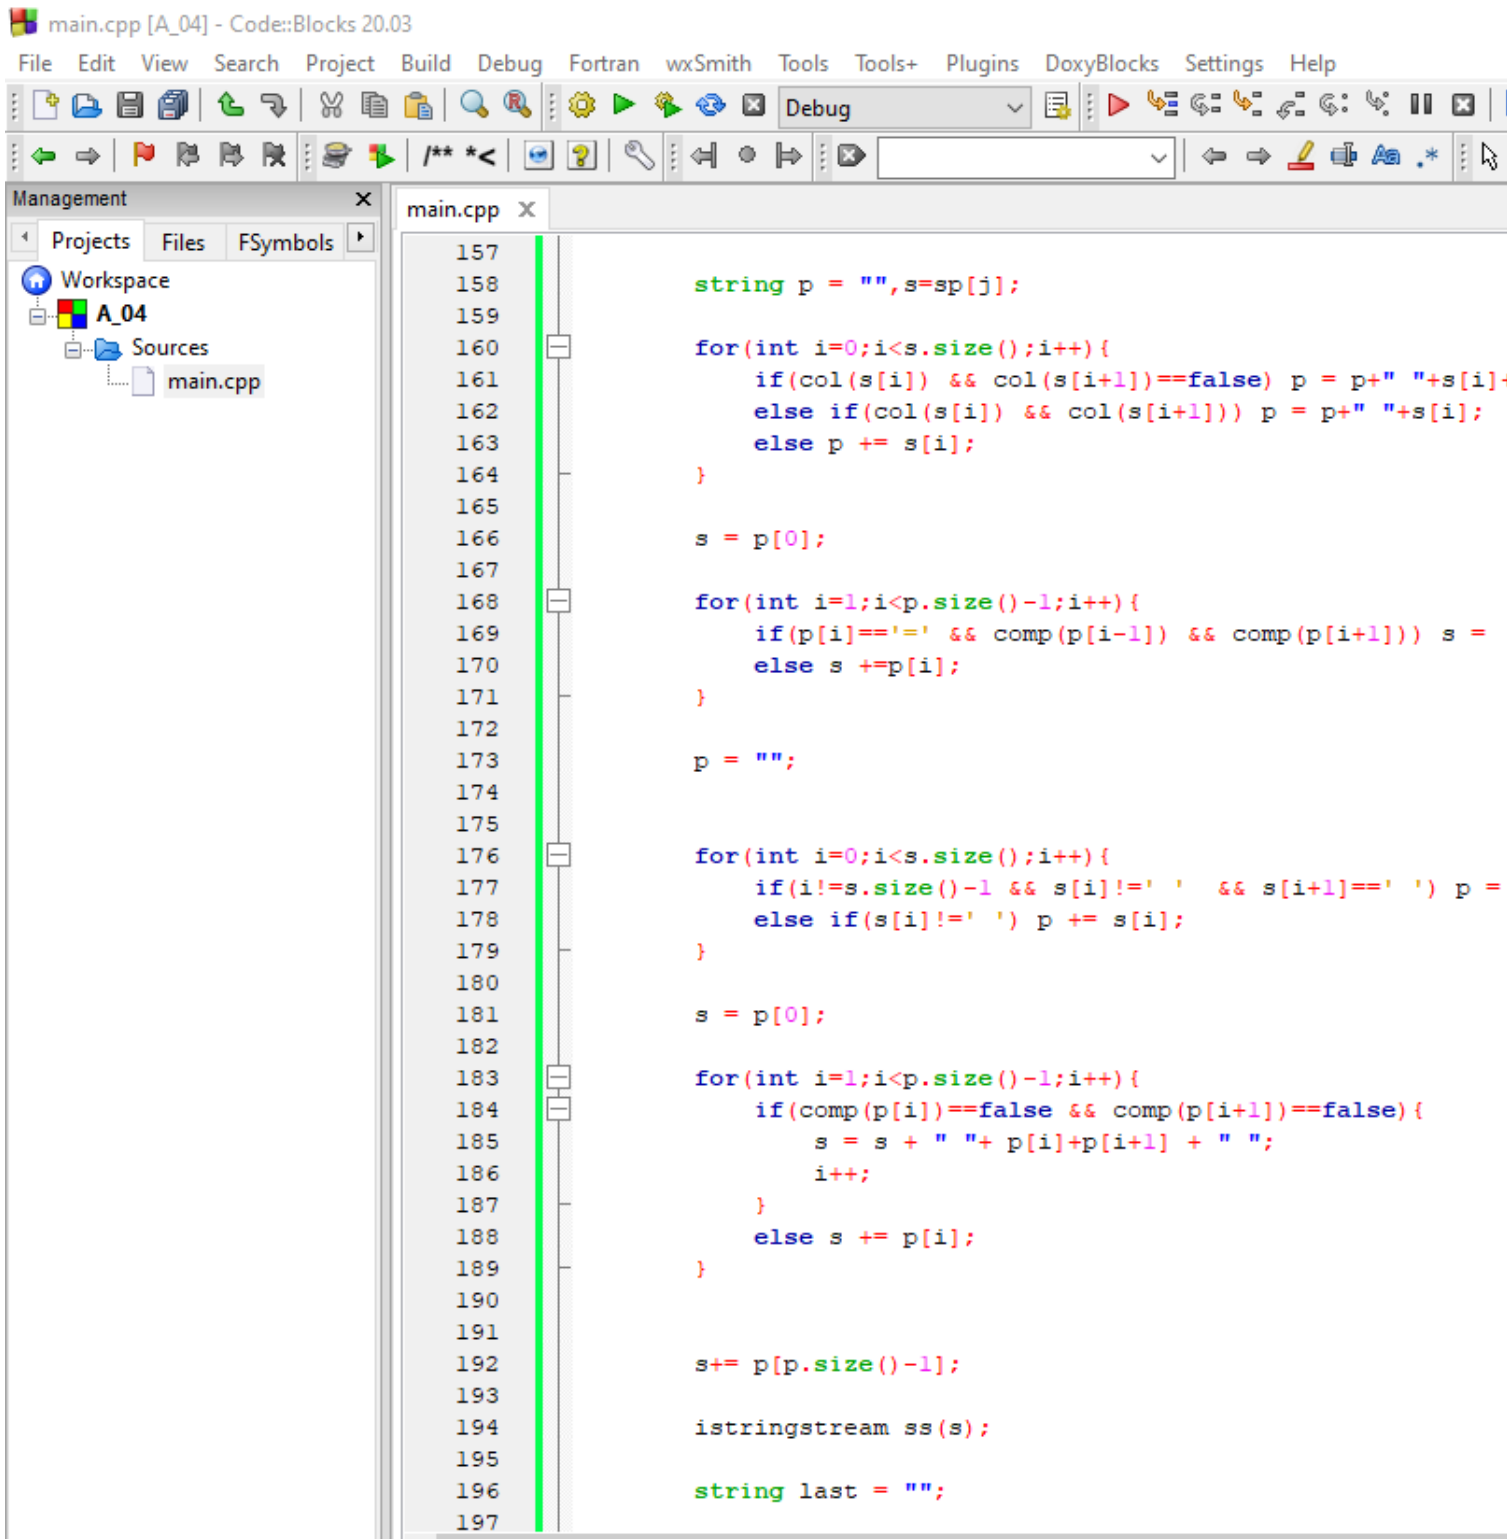 main.cpp [A_04] - Code::Blocks 20.03
File Edit View Search Project Build Debug Fortran wxSmith Tools Tools+ Plugins DoxyBlocks Settings Help
Debug
/** *<
Management
Projects Files FSymbols
Workspace
A_04
Sources
main.cpp
main.cpp
157
158 string p = "",s=sp[j];
159
160 for(int i=0;i<s.size();i++){
161 if(col(s[i]) && col(s[i+1])==false) p = p+" "+s[i]+
162 else if(col(s[i]) && col(s[i+1])) p = p+" "+s[i];
163 else p += s[i];
164 }
165
166 s = p[0];
167
168 for(int i=1;i<p.size()-1;i++){
169 if(p[i]=='=' && comp(p[i-1]) && comp(p[i+1])) s =
170 else s +=p[i];
171 }
172
173 p = "";
174
175
176 for(int i=0;i<s.size();i++){
177 if(i!=s.size()-1 && s[i]!=' '  && s[i+1]==' ') p =
178 else if(s[i]!=' ') p += s[i];
179 }
180
181 s = p[0];
182
183 for(int i=1;i<p.size()-1;i++){
184 if(comp(p[i])==false && comp(p[i+1])==false){
185 s = s + " "+ p[i]+p[i+1] + " ";
186 i++;
187 }
188 else s += p[i];
189 }
190
191
192 s+= p[p.size()-1];
193
194 istringstream ss(s);
195
196 string last = "";
197